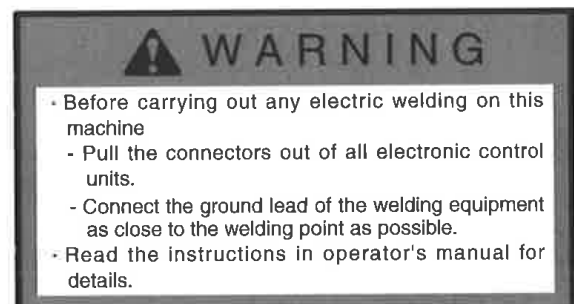 WARNING
· Before carrying out any electric welding on this
machine
- Pull the connectors out of all electronic control
units.
- Connect the ground lead of the welding equipment
as close to the welding point as possible.
· Read the instructions in operator's manual for
details.